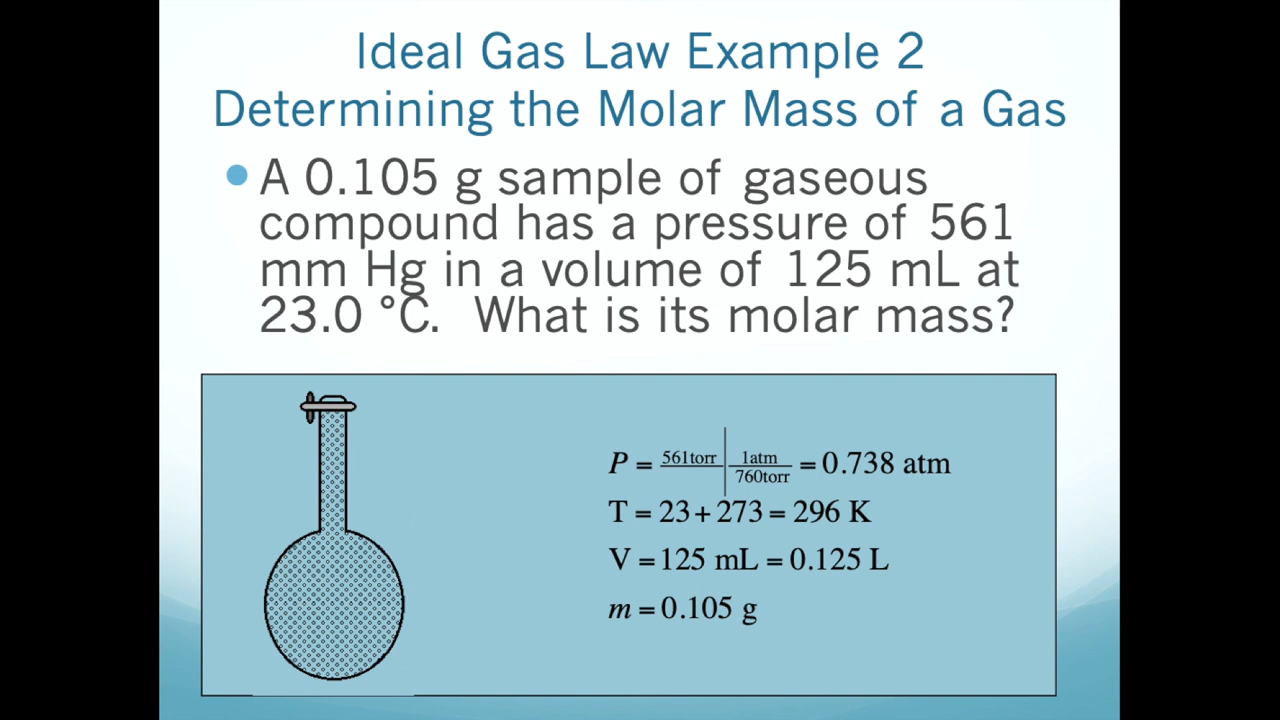 Ideal Gas Law Example 2
Determining the Molar Mass of a Gas
• A 0.105 g sample of gaseous
compound has a pressure of 561
mm Hg in a volume of 125 mL at
23.0 °C. What is its molar mass?
P = 561torr | 1atm / 760torr = 0.738 atm
T = 23 + 273 = 296 K
V = 125 mL = 0.125 L
m = 0.105 g